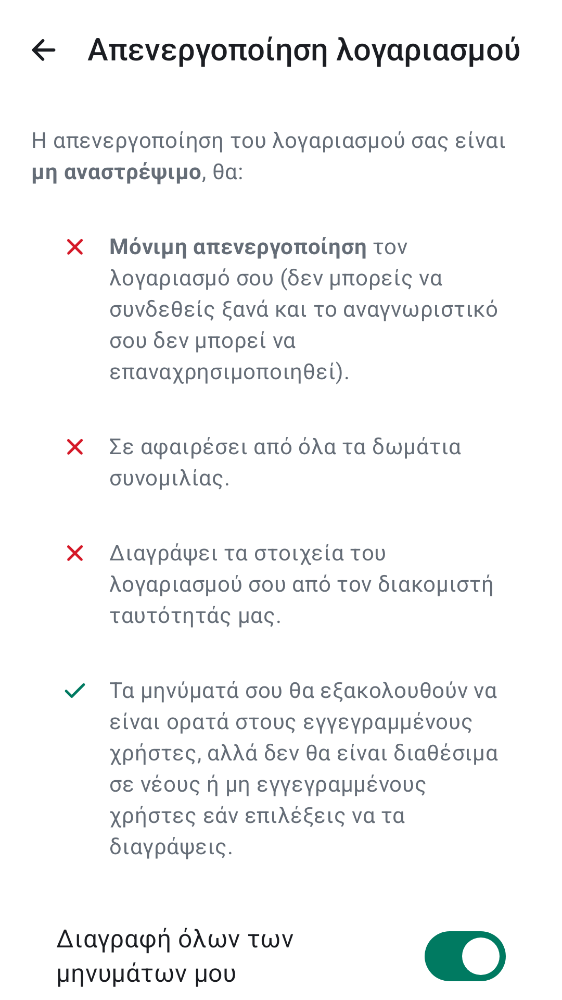 Απενεργοποίηση λογαριασμού
Η απενεργοποίηση του λογαριασμού σας είναι
μη αναστρέψιμο, θα:
Μόνιμη απενεργοποίηση τον
λογαριασμό σου (δεν μπορείς να
συνδεθείς ξανά και το αναγνωριστικό
σου δεν μπορεί να
επαναχρησιμοποιηθεί).
Σε αφαιρέσει από όλα τα δωμάτια
συνομιλίας.
Διαγράψει τα στοιχεία του
λογαριασμού σου από τον διακομιστή
ταυτότητάς μας.
Τα μηνύματά σου θα εξακολουθούν να
είναι ορατά στους εγγεγραμμένους
χρήστες, αλλά δεν θα είναι διαθέσιμα
σε νέους ή μη εγγεγραμμένους
χρήστες εάν επιλέξεις να τα
διαγράψεις.
Διαγραφή όλων των
μηνυμάτων μου